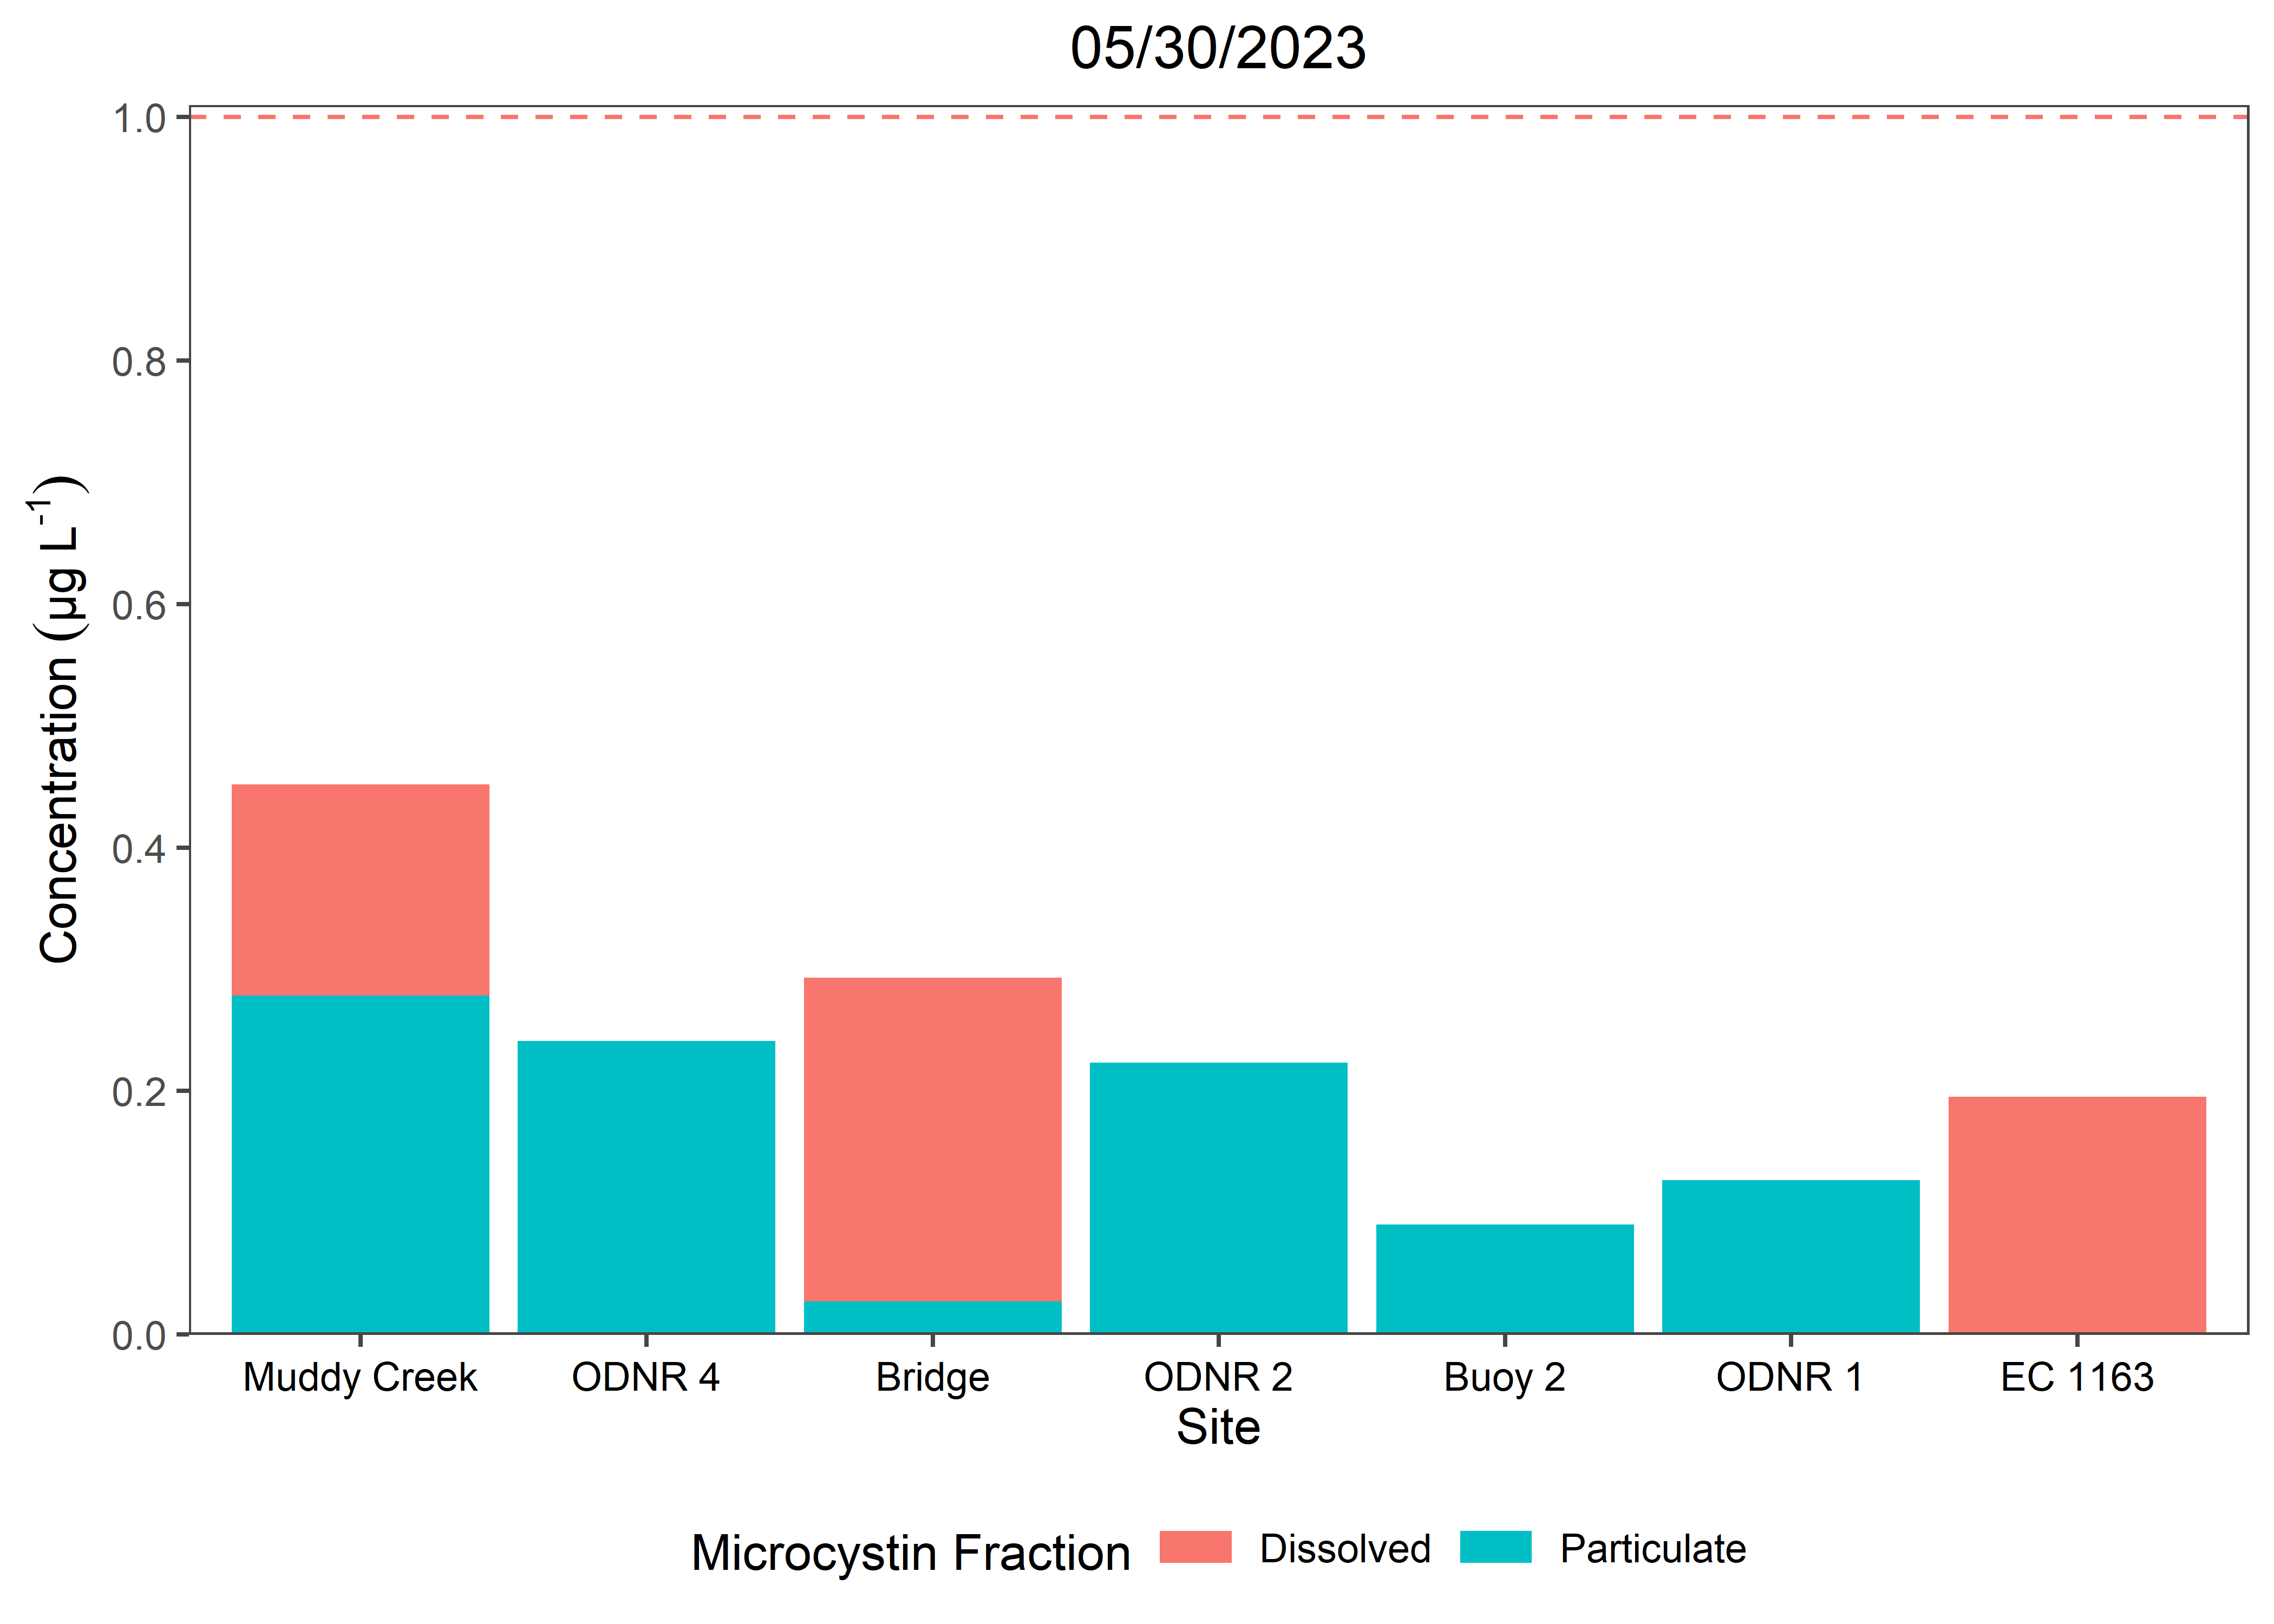 05/30/2023
1.0
0.8
0.6
0.4
0.2
0.0
Concentration (µg L-1)
Muddy Creek ODNR 4 Bridge ODNR 2 Buoy 2 ODNR 1 EC 1163
Site
Microcystin Fraction Dissolved Particulate